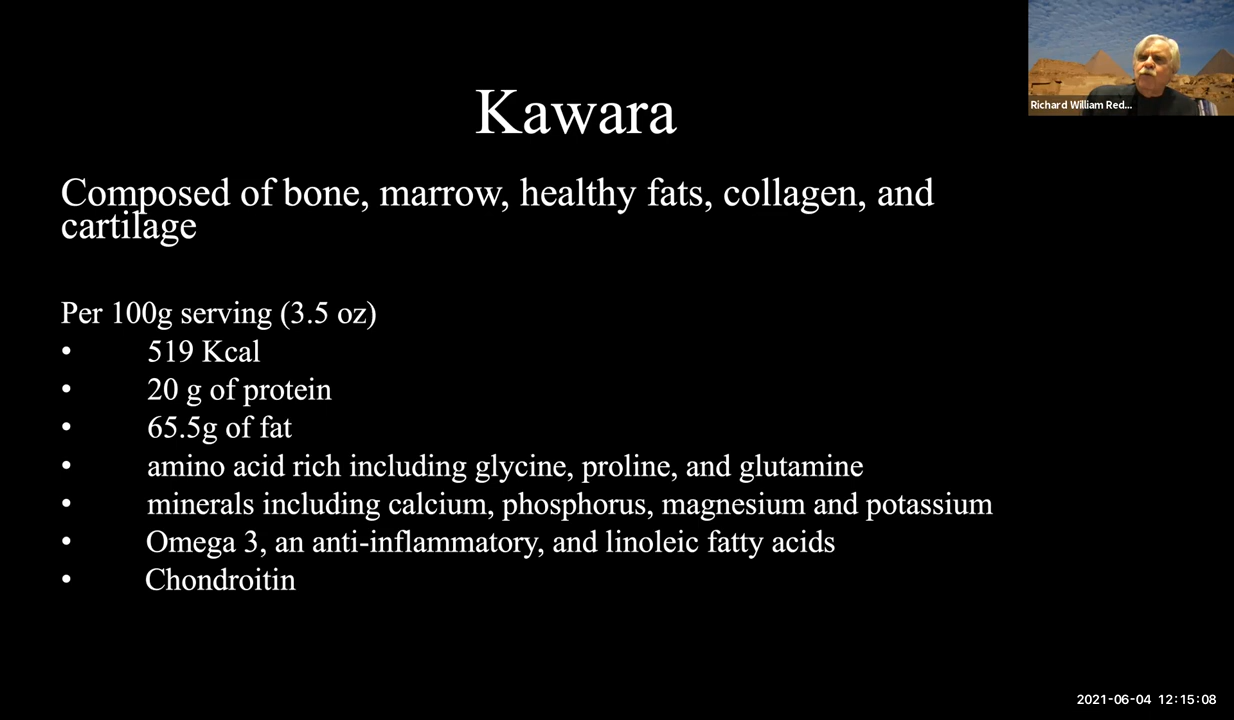 Kawara
Composed of bone, marrow, healthy fats, collagen, and
cartilage
Per 100g serving (3.5 oz)
• 519 Kcal
• 20 g of protein
• 65.5g of fat
• amino acid rich including glycine, proline, and glutamine
• minerals including calcium, phosphorus, magnesium and potassium
• Omega 3, an anti-inflammatory, and linoleic fatty acids
• Chondroitin
Richard William Red...
2021-06-04 12:15:08